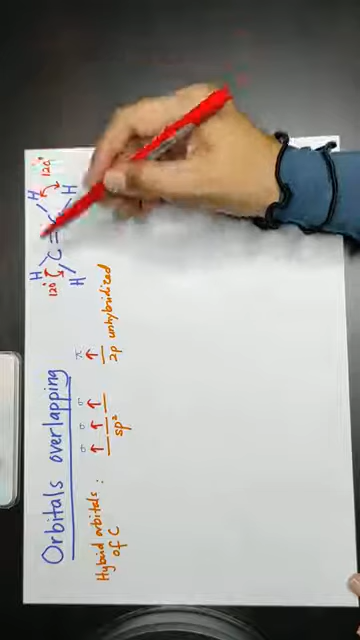 Orbitals overlapping
H H
120° C = C 120°
H H
σ σ σ π
Hybrid orbitals :
of C
sp² 2p unhybridized